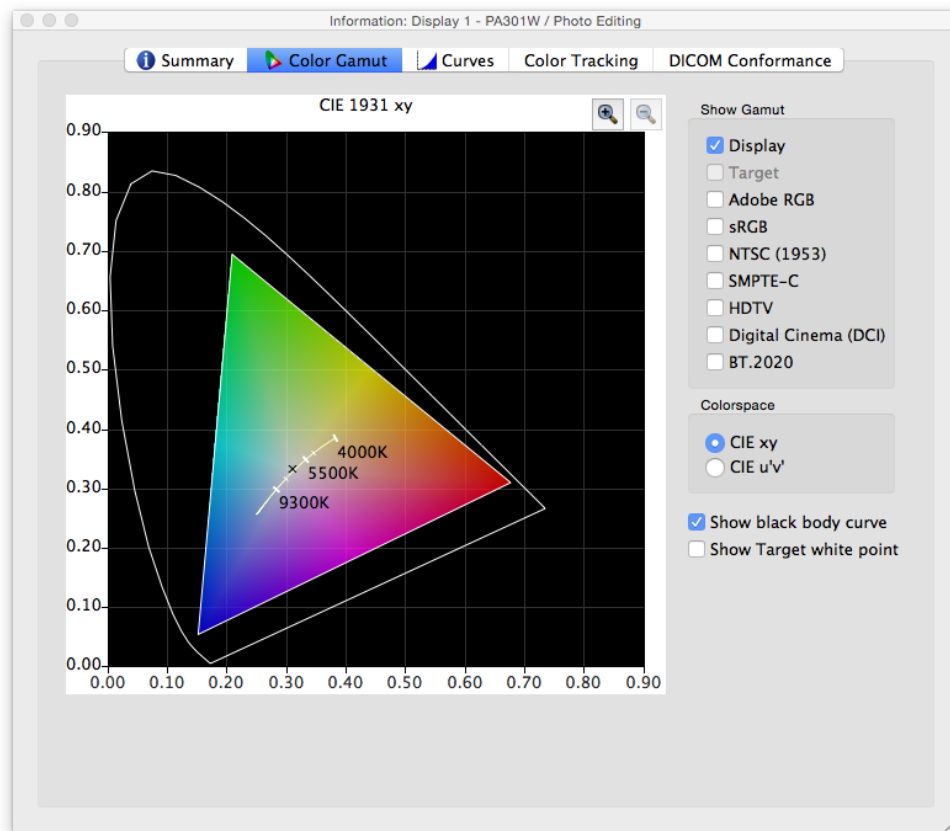 Information: Display 1 - PA301W / Photo Editing
Summary
Color Gamut
Curves
Color Tracking
DICOM Conformance
CIE 1931 xy
0.90
0.80
0.70
0.60
0.50
0.40
0.30
0.20
0.10
0.00
4000K
5500K
9300K
0.00 0.10 0.20 0.30 0.40 0.50 0.60 0.70 0.80 0.90
Show Gamut
Display
Target
Adobe RGB
sRGB
NTSC (1953)
SMPTE-C
HDTV
Digital Cinema (DCI)
BT.2020
Colorspace
CIE xy
CIE u'v'
Show black body curve
Show Target white point